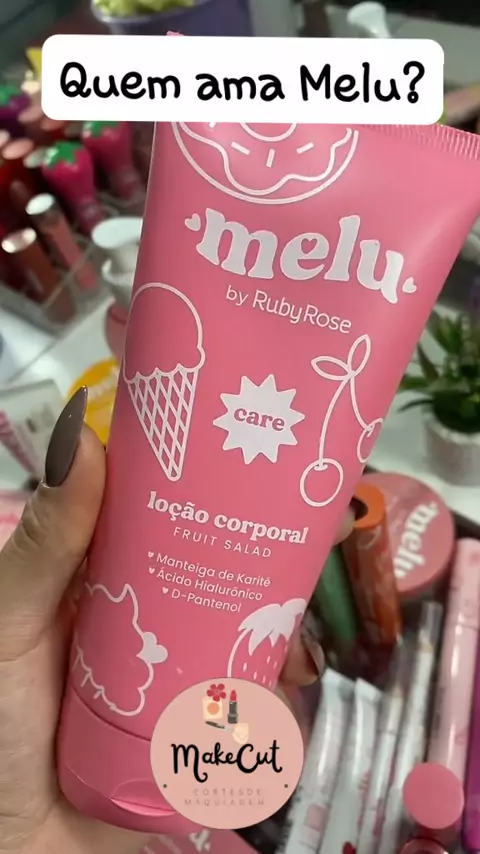 Quem ama Melu?
melu
by RubyRose
care
loção corporal
FRUIT SALAD
Manteiga de Karité
Ácido Hialurônico
D-Pantenol
melu
MakeCut
CORTES DE
MAQUIAGEM